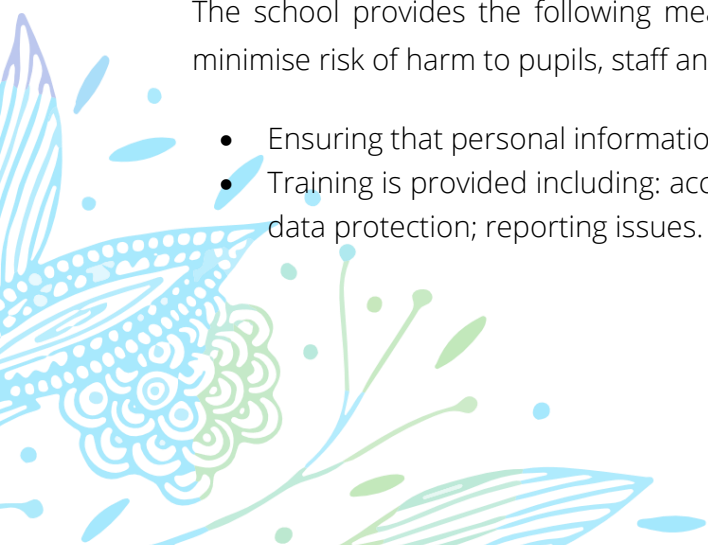 The school provides the following mea
minimise risk of harm to pupils, staff an
• Ensuring that personal informatio
• Training is provided including: acc
data protection; reporting issues.